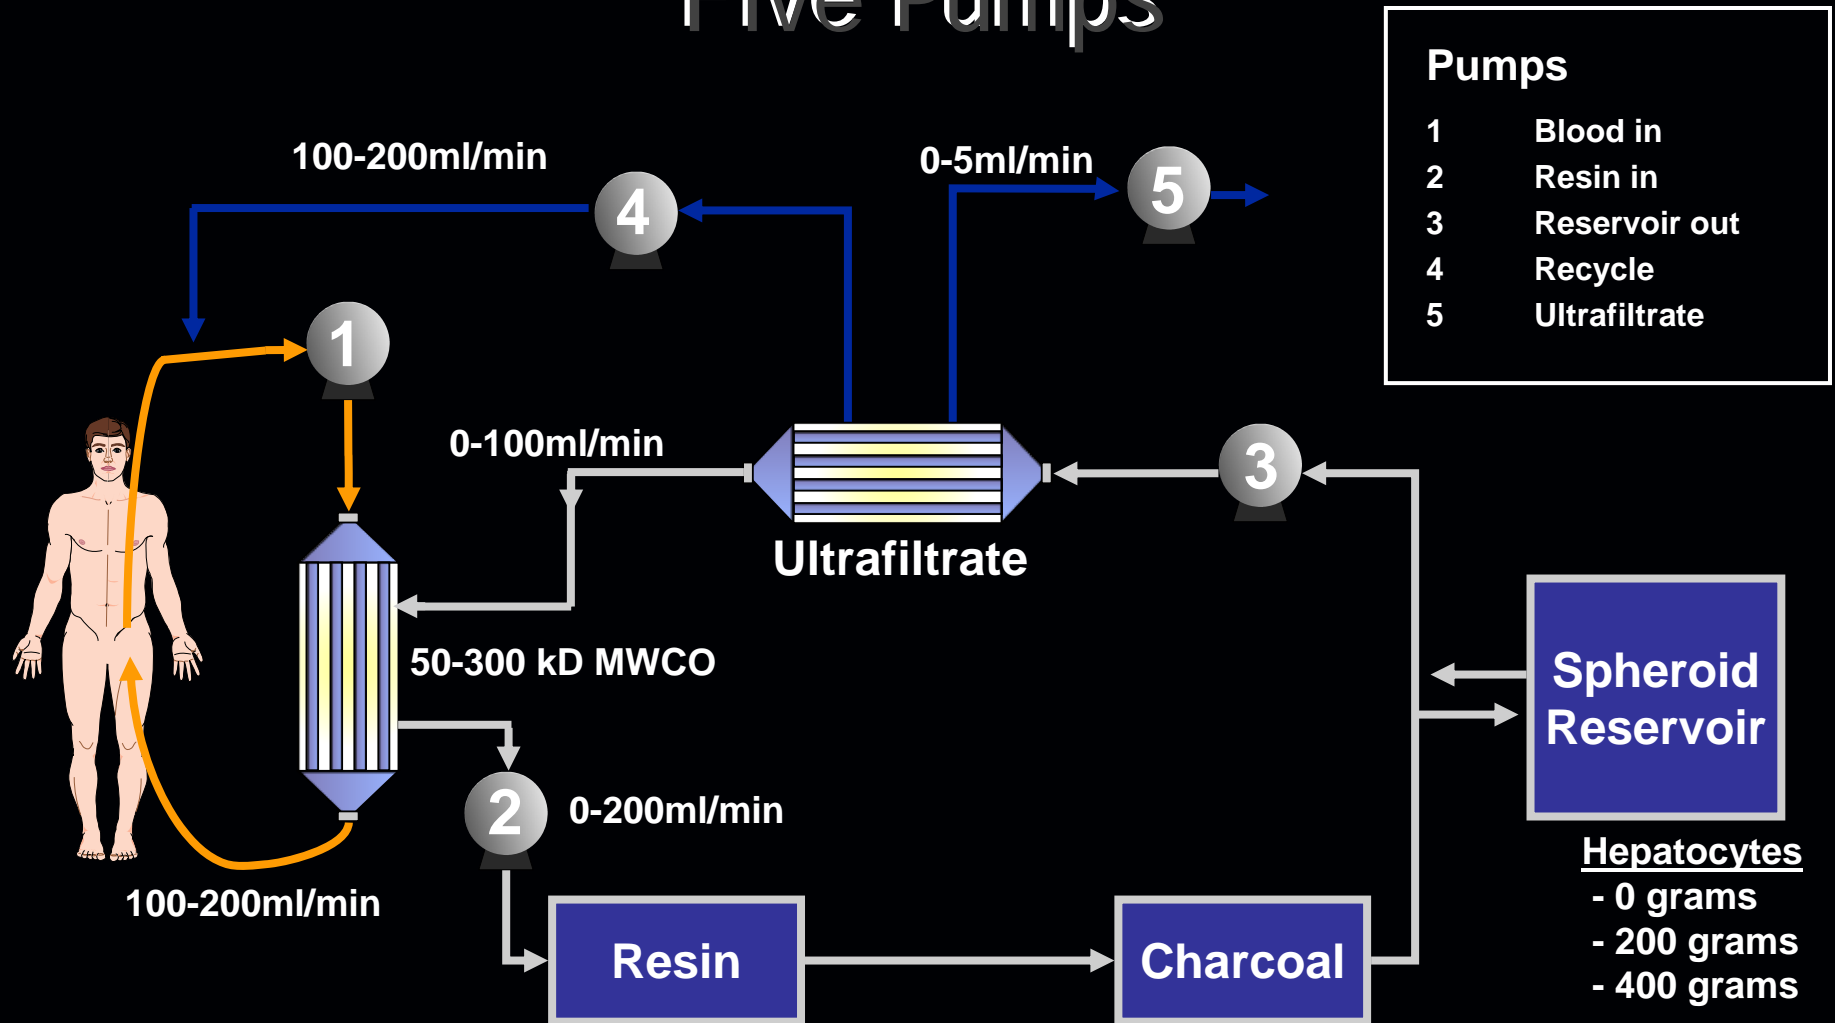 Five Pumps
Pumps
1 Blood in
2 Resin in
3 Reservoir out
4 Recycle
5 Ultrafiltrate
100-200ml/min
0-5ml/min
4
5
1
0-100ml/min
3
Ultrafiltrate
50-300 kD MWCO
Spheroid
Reservoir
2
0-200ml/min
Hepatocytes
- 0 grams
- 200 grams
- 400 grams
100-200ml/min
Resin
Charcoal